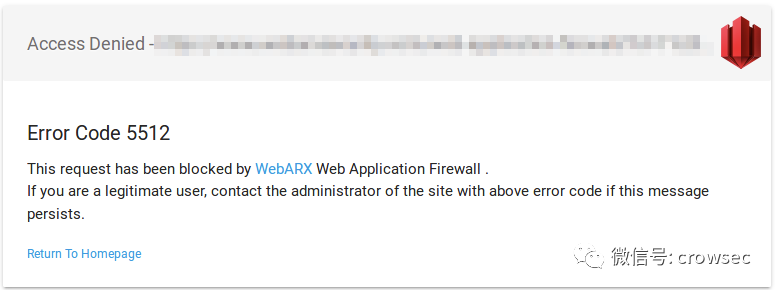 Access Denied -
Error Code 5512
This request has been blocked by WebARX Web Application Firewall .
If you are a legitimate user, contact the administrator of the site with above error code if this message
persists.
Return To Homepage
微信号: crowsec